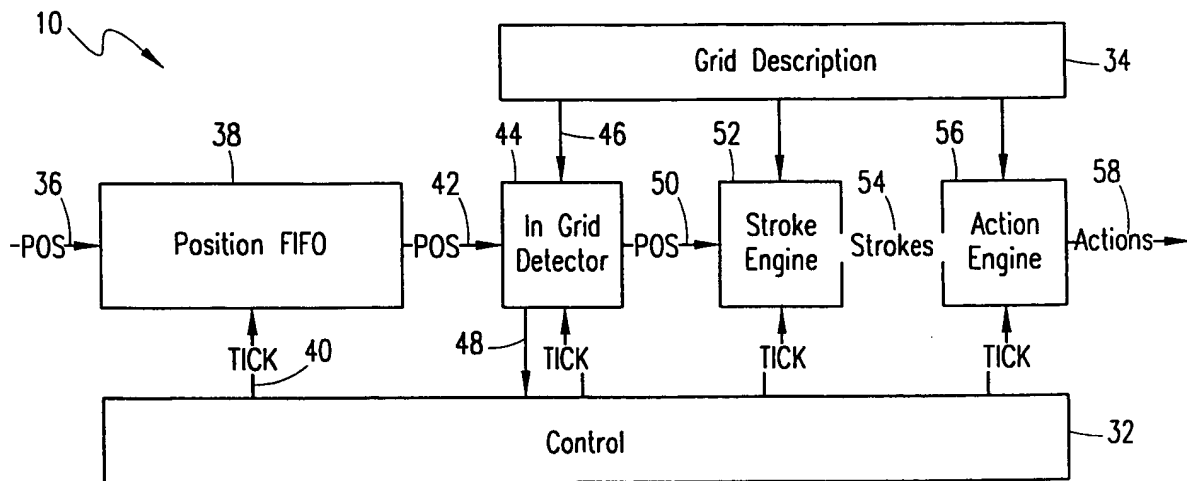 10
Grid Description
34
38
44
46
52
56
36
42
50
54
58
-POS
Position FIFO
POS
In Grid
Detector
POS
Stroke
Engine
Strokes
Action
Engine
Actions
TICK
40
48
TICK
TICK
TICK
Control
32